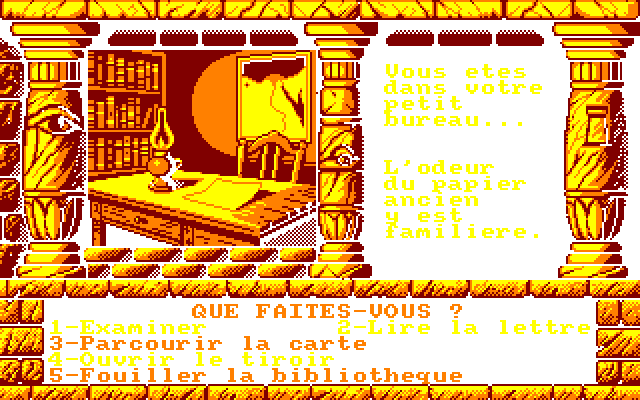 Vous etes
dans votre
petit
bureau...
L'odeur
du papier
ancien
y est
familiere.
QUE FAITES-VOUS ?
1-Examiner 2-Lire la lettre
3-Parcourir la carte
4-Ouvrir le tiroir
5-Fouiller la bibliotheque